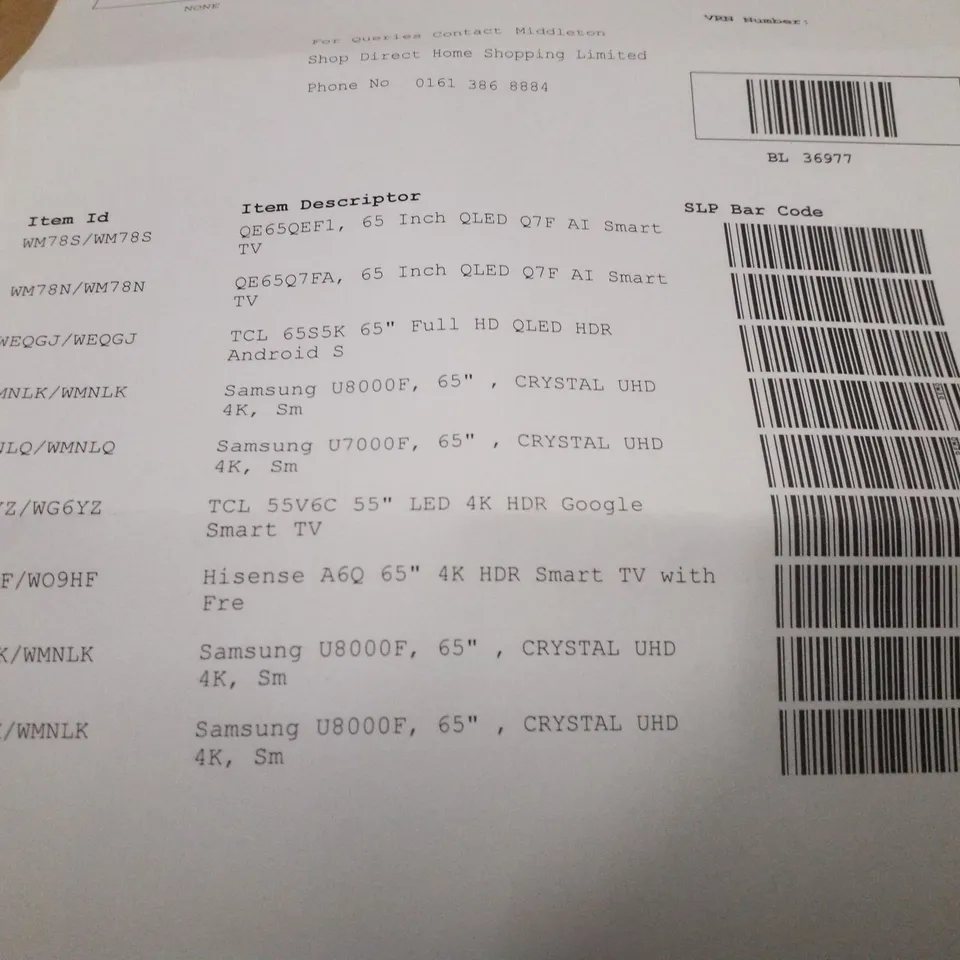 NONE
VRN Number:
For Queries Contact Middleton
Shop Direct Home Shopping Limited
Phone No 0161 386 8884
BL 36977
Item Id Item Descriptor SLP Bar Code
WM78S/WM78S QE65QEF1, 65 Inch QLED Q7F AI Smart
TV
WM78N/WM78N QE65Q7FA, 65 Inch QLED Q7F AI Smart
TV
WEQGJ/WEQGJ TCL 65S5K 65" Full HD QLED HDR
Android S
MNLK/WMNLK Samsung U8000F, 65" , CRYSTAL UHD
4K, Sm
NLQ/WMNLQ Samsung U7000F, 65" , CRYSTAL UHD
4K, Sm
YZ/WG6YZ TCL 55V6C 55" LED 4K HDR Google
Smart TV
F/WO9HF Hisense A6Q 65" 4K HDR Smart TV with
Fre
K/WMNLK Samsung U8000F, 65" , CRYSTAL UHD
4K, Sm
/WMNLK Samsung U8000F, 65" , CRYSTAL UHD
4K, Sm